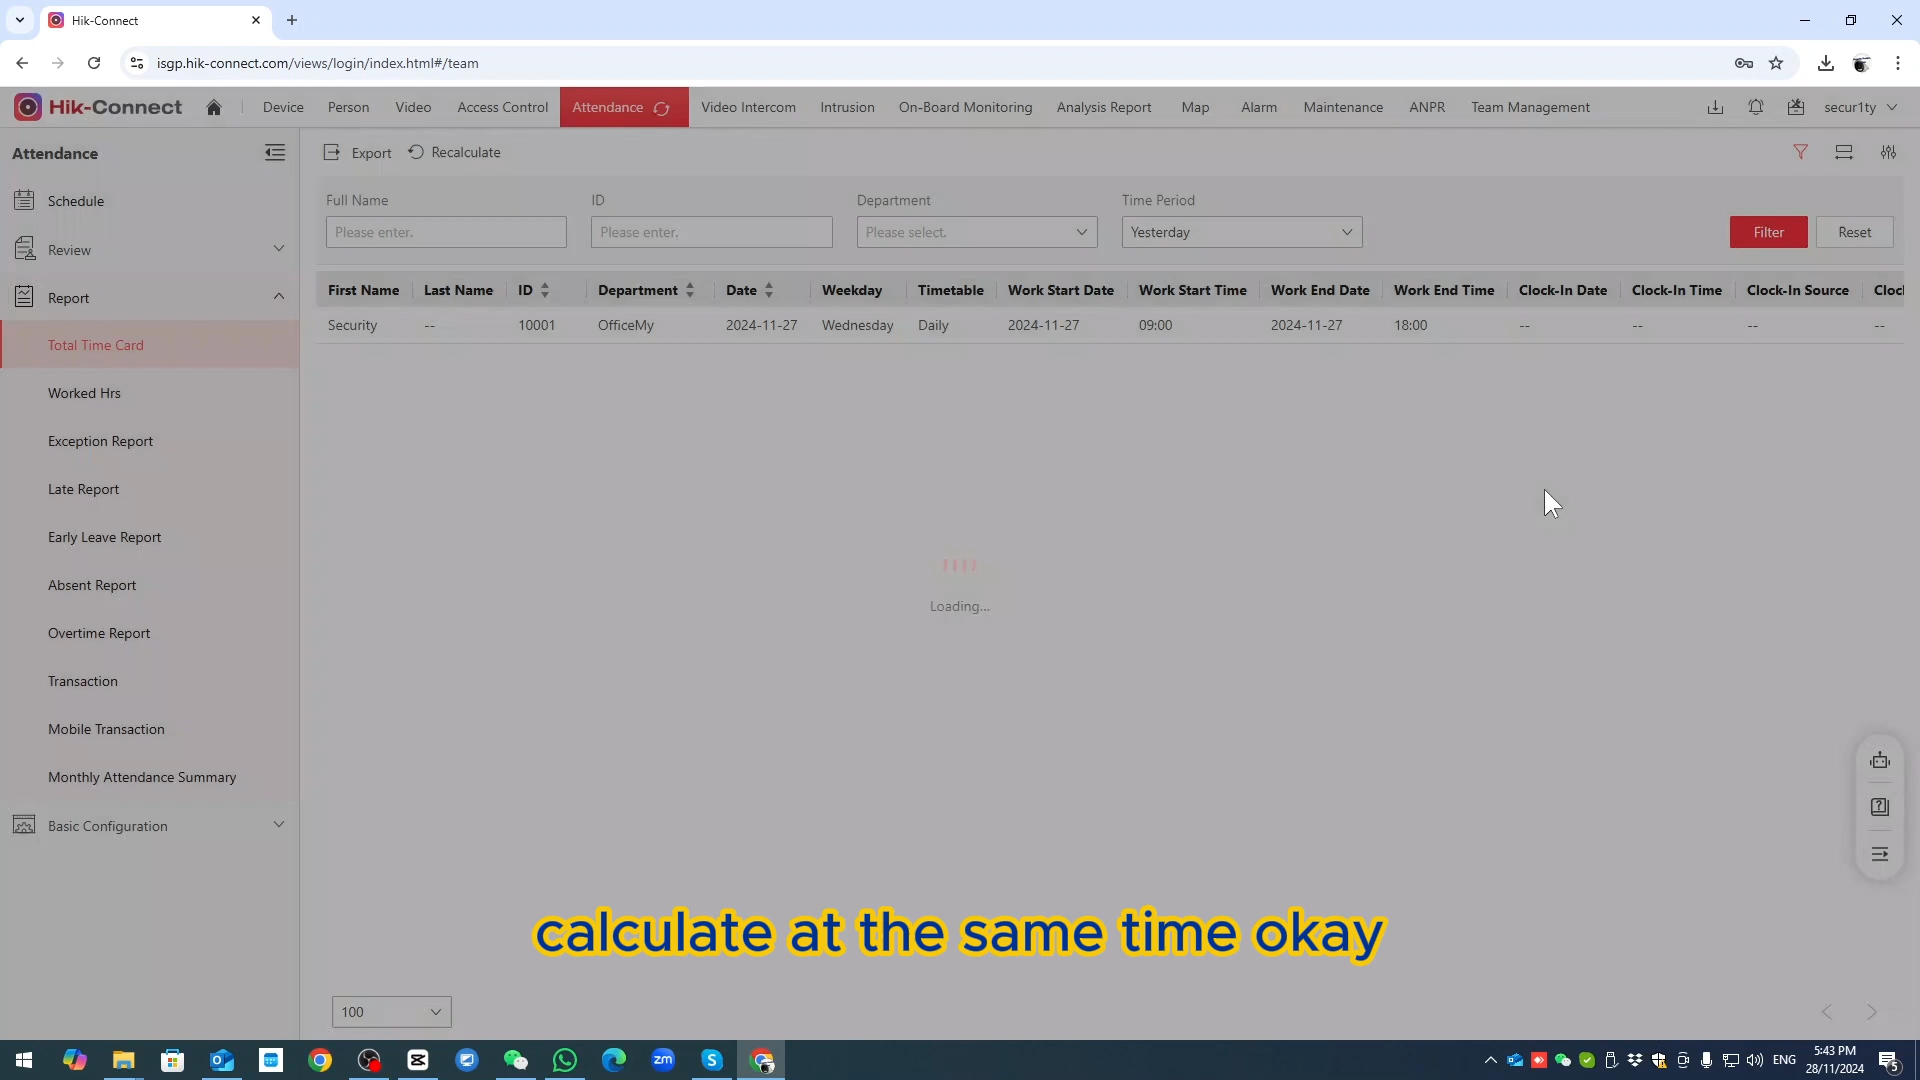 Hik-Connect
isgp.hik-connect.com/views/login/index.html#/team
Hik-Connect Device Person Video Access Control Attendance Video Intercom Intrusion On-Board Monitoring Analysis Report Map Alarm Maintenance ANPR Team Management secur1ty
Attendance
Export Recalculate
Schedule
Review
Report
Total Time Card
Worked Hrs
Exception Report
Late Report
Early Leave Report
Absent Report
Overtime Report
Transaction
Mobile Transaction
Monthly Attendance Summary
Basic Configuration
Full Name ID Department Time Period
Please enter. Please enter. Please select. Yesterday Filter Reset
First Name Last Name ID Department Date Weekday Timetable Work Start Date Work Start Time Work End Date Work End Time Clock-In Date Clock-In Time Clock-In Source Clock
Security -- 10001 OfficeMy 2024-11-27 Wednesday Daily 2024-11-27 09:00 2024-11-27 18:00 -- -- -- --
Loading...
calculate at the same time okay
100
zm
ENG
5:43 PM
28/11/2024
5